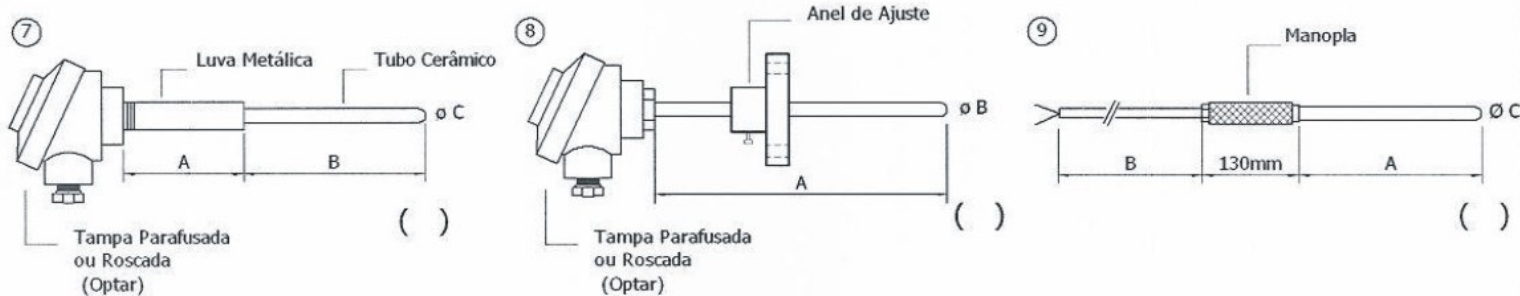 7
Luva Metálica
Tubo Cerâmico
ø C
A
B
( )
Tampa Parafusada
ou Roscada
(Optar)
8
Anel de Ajuste
ø B
A
( )
Tampa Parafusada
ou Roscada
(Optar)
9
Manopla
Ø C
B
130mm
A
( )